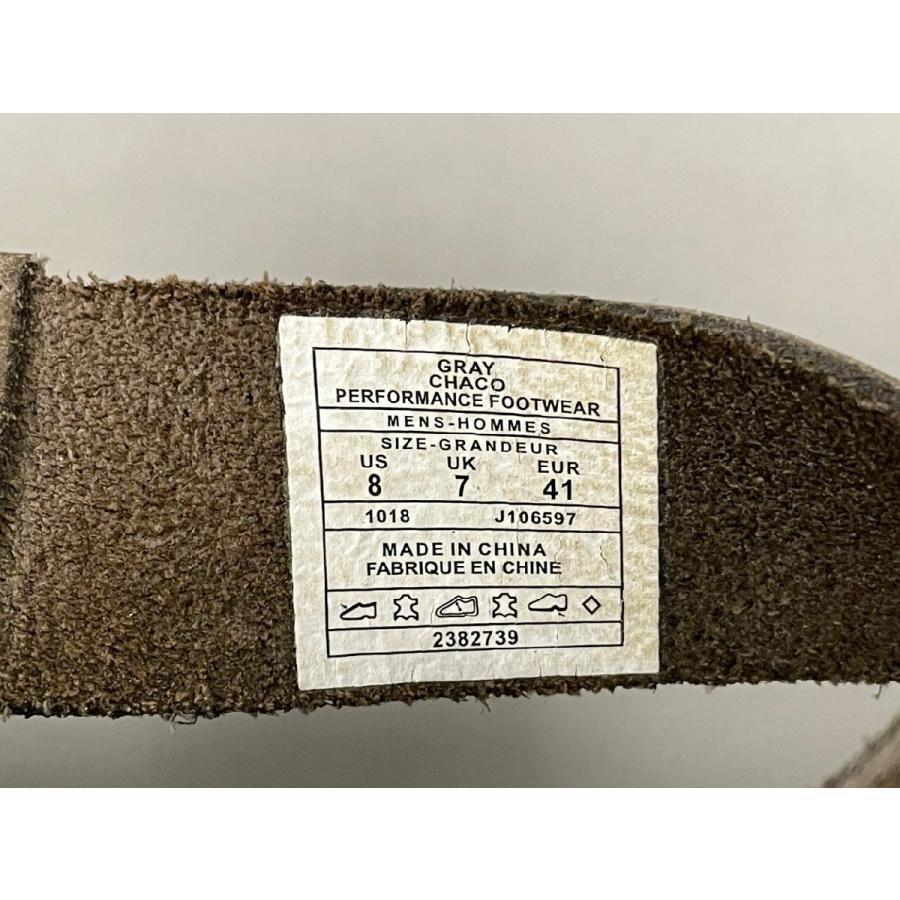 GRAY
CHACO
PERFORMANCE FOOTWEAR
MENS-HOMMES
SIZE-GRANDEUR
US UK EUR
8 7 41
1018 J106597
MADE IN CHINA
FABRIQUE EN CHINE
2382739